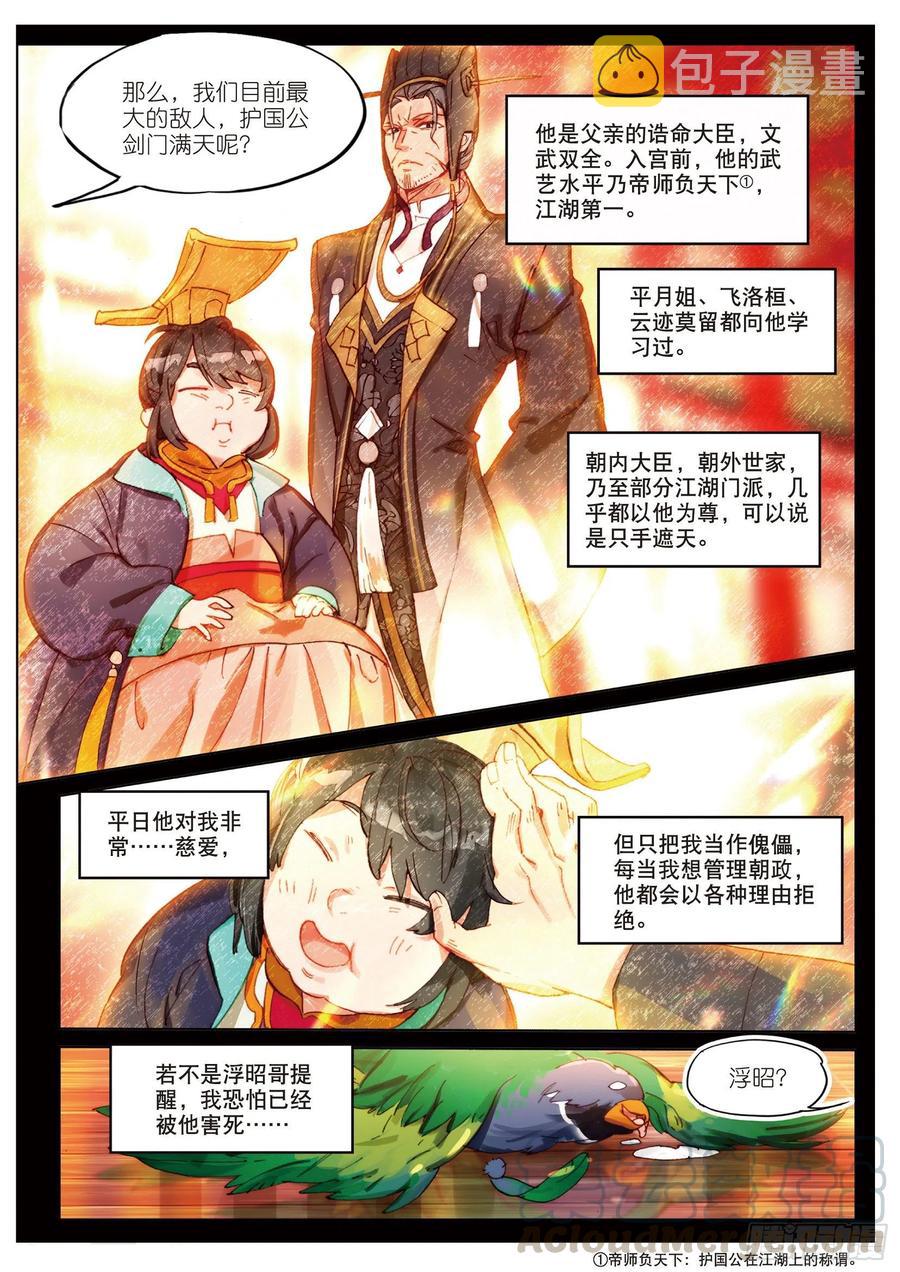 包子漫畫
那么，我们目前最
大的敌人，护国公
剑门满天呢？
他是父亲的诰命大臣，文
武双全。入宫前，他的武
艺水平乃帝师负天下①，
江湖第一。
平月姐、飞洛桓、
云迹莫留都向他学
习过。
朝内大臣，朝外世家，
乃至部分江湖门派，几
乎都以他为尊，可以说
是只手遮天。
平日他对我非
常……慈爱，
但只把我当作傀儡，
每当我想管理朝政，
他都会以各种理由拒
绝。
若不是浮昭哥提
醒，我恐怕已经
被他害死……
浮昭？
AcloudMerge.com
①帝师负天下：护国公在江湖上的称谓。